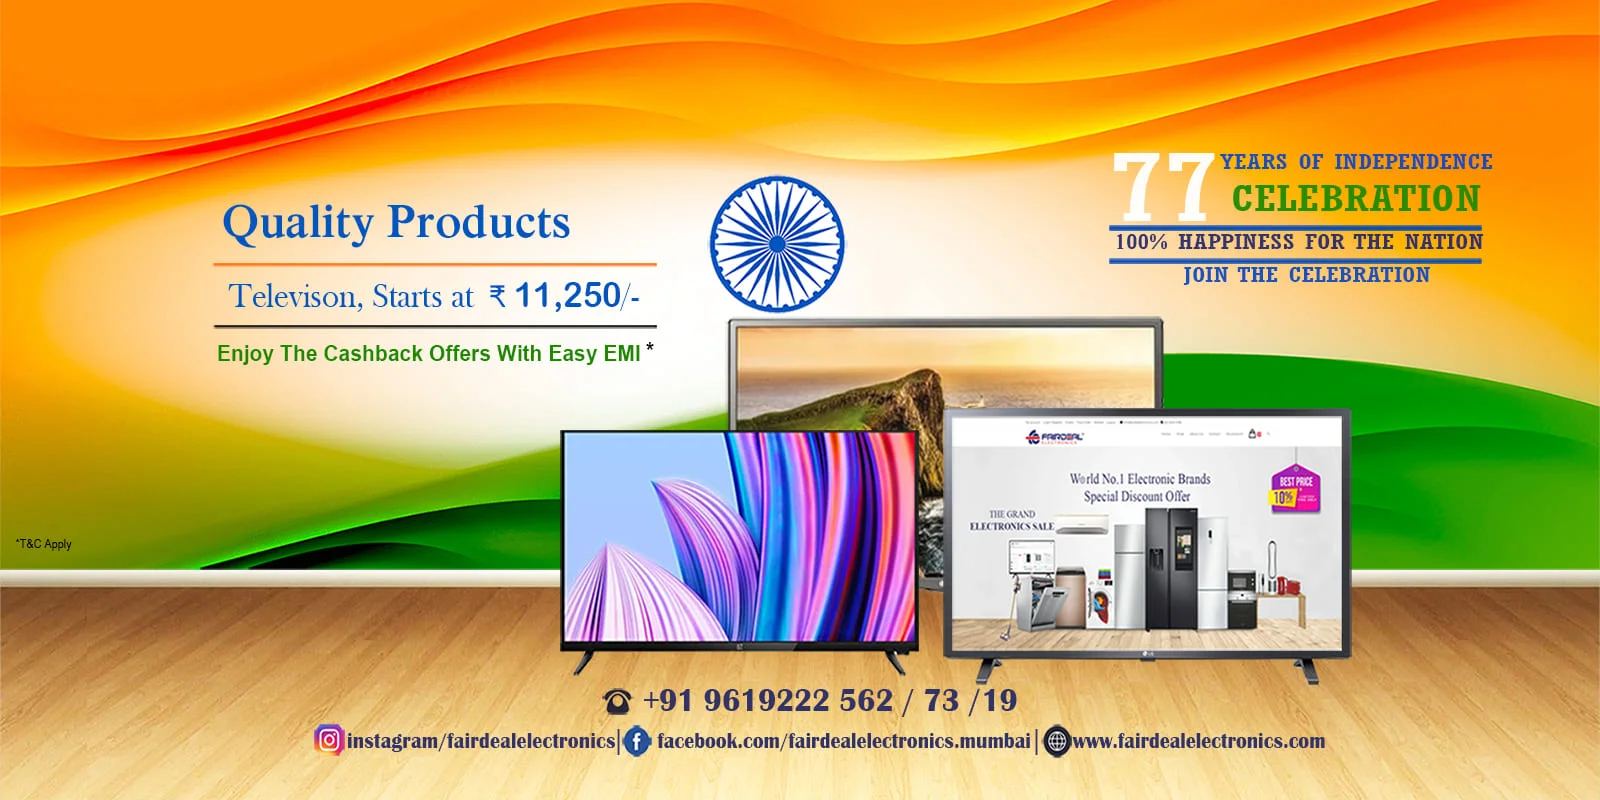 Quality Products
Televison, Starts at ₹ 11,250/-
Enjoy The Cashback Offers With Easy EMI *
*T&C Apply
77 YEARS OF INDEPENDENCE
CELEBRATION
100% HAPPINESS FOR THE NATION
JOIN THE CELEBRATION
FAIRDEAL
ELECTRONICS
World No.1 Electronic Brands
Special Discount Offer
THE GRAND
ELECTRONICS SALE
BEST PRICE
10%
LG
+91 9619222 562 / 73 /19
instagram/fairdealelectronics| facebook.com/fairdealelectronics.mumbai | www.fairdealelectronics.com